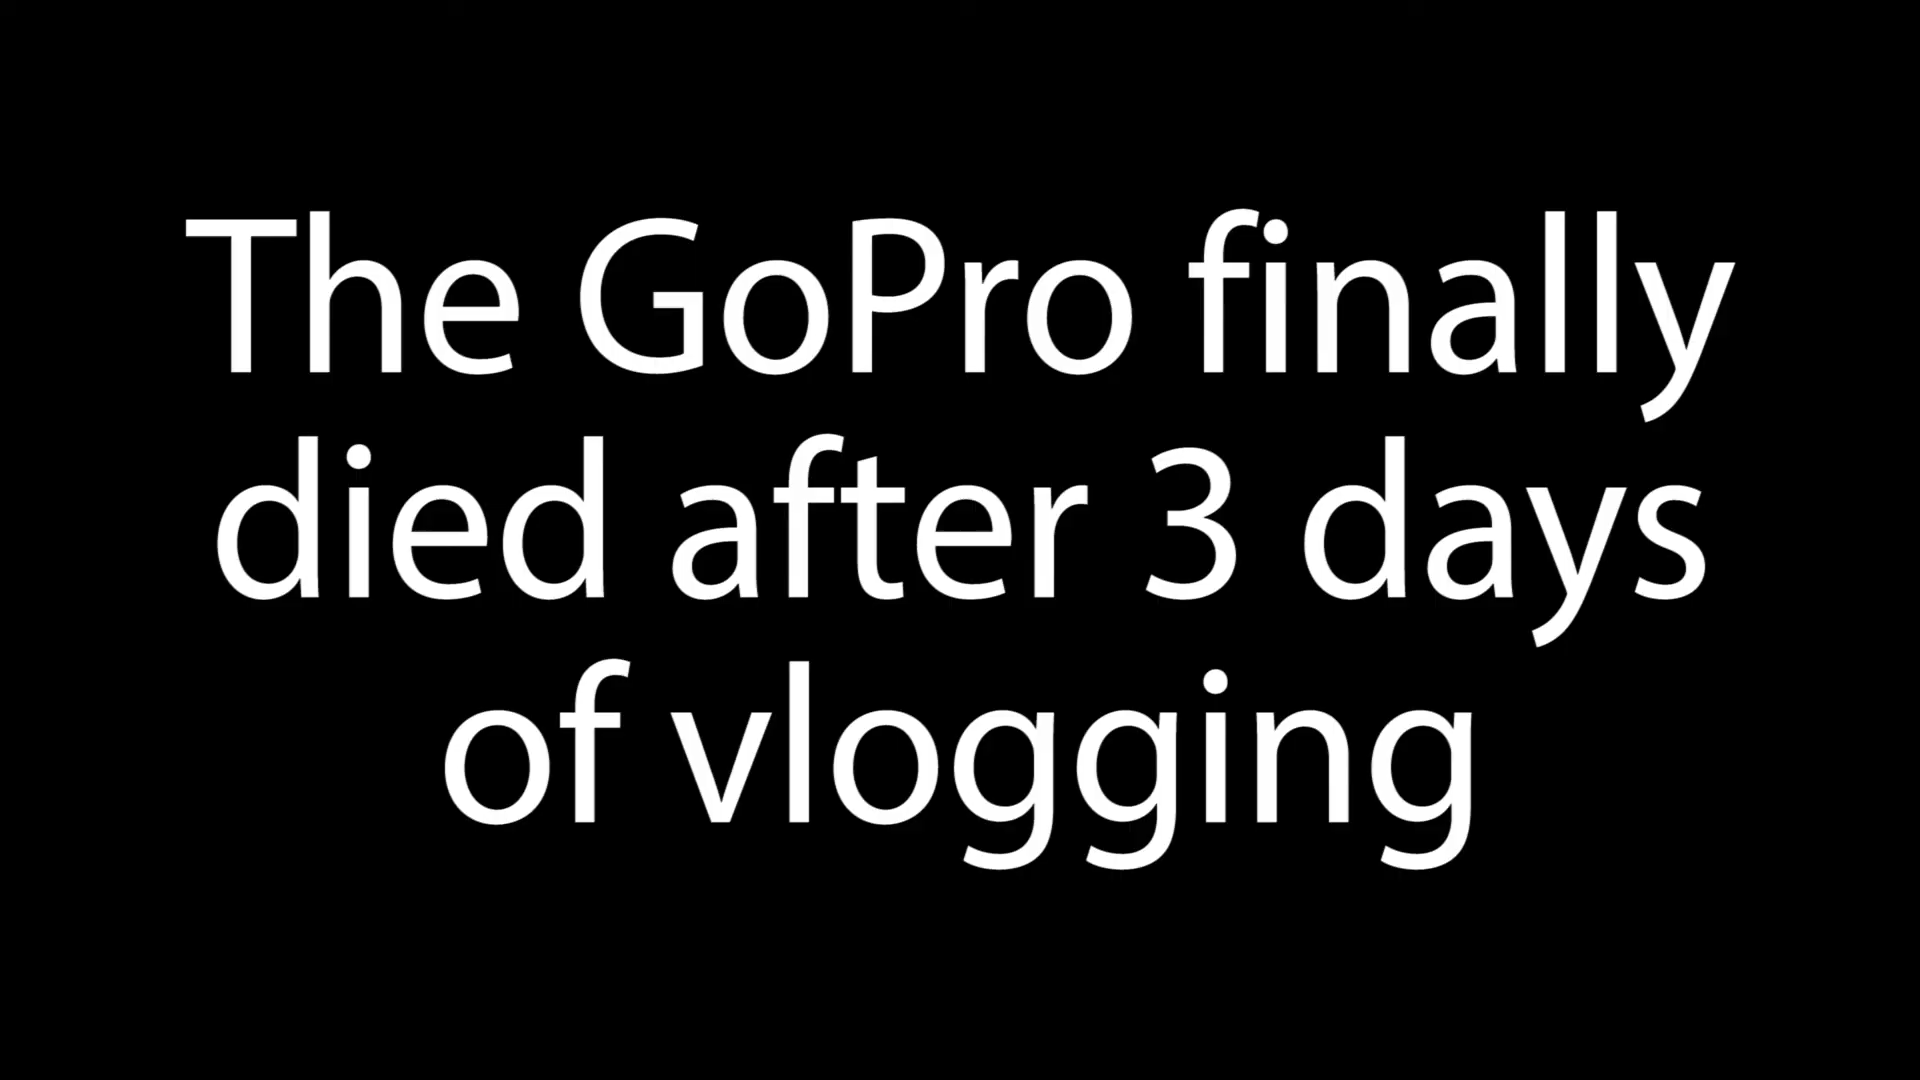 The GoPro finally
died after 3 days
of vlogging